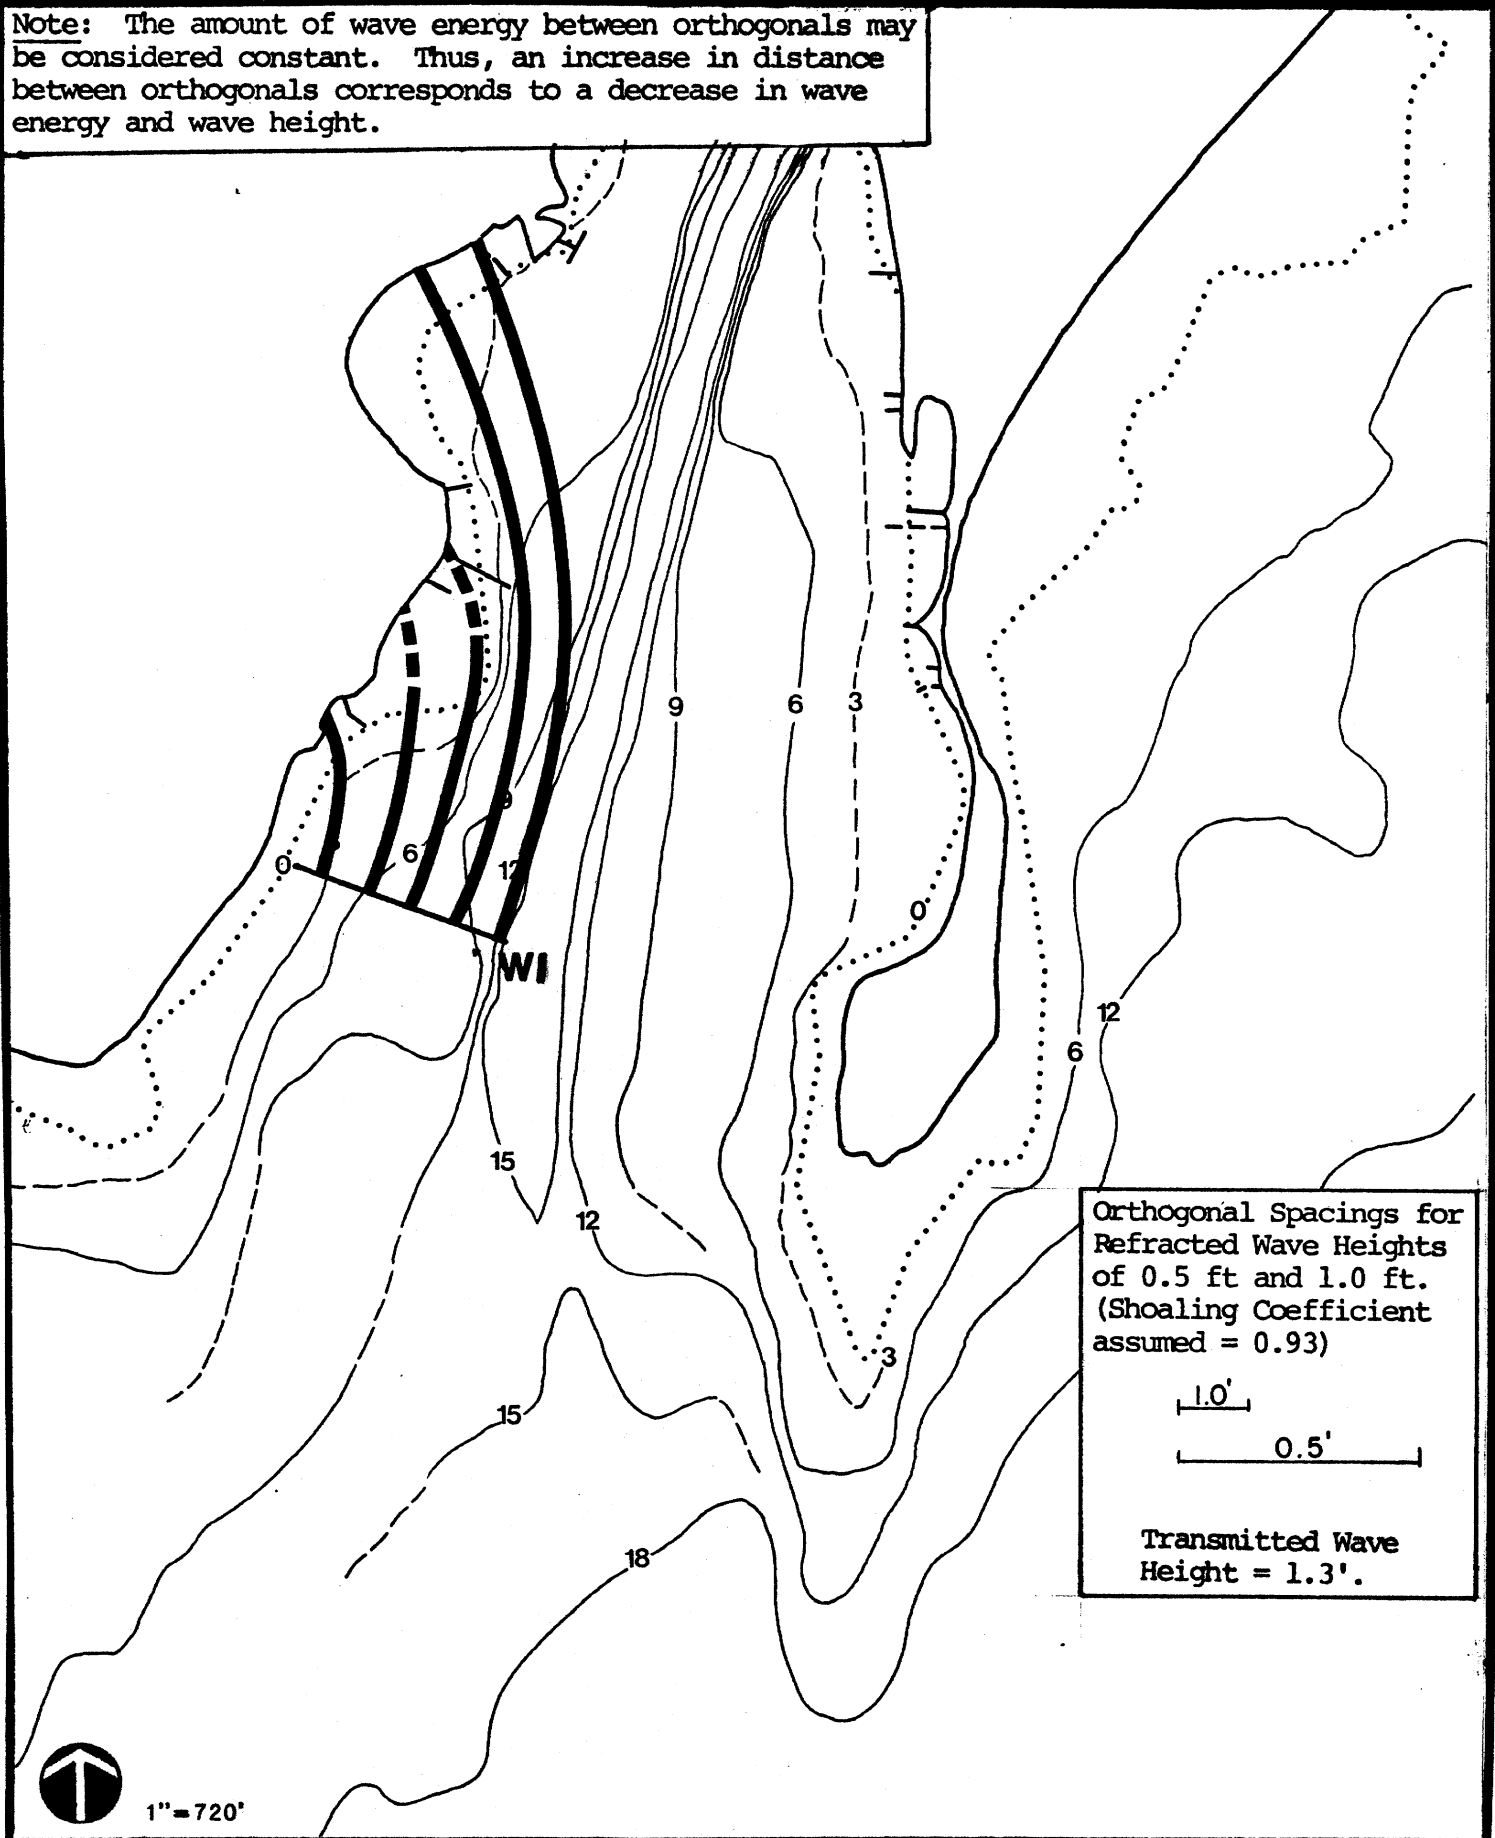 Note: The amount of wave energy between orthogonals may
be considered constant. Thus, an increase in distance
between orthogonals corresponds to a decrease in wave
energy and wave height.
9
6
3
9
6
12
0
0
WI
12
6
15
12
Orthogonal Spacings for
Refracted Wave Heights
of 0.5 ft and 1.0 ft.
(Shoaling Coefficient
assumed = 0.93)
3
1.0'
15
0.5'
18
Transmitted Wave
Height = 1.3'.
1"=720'